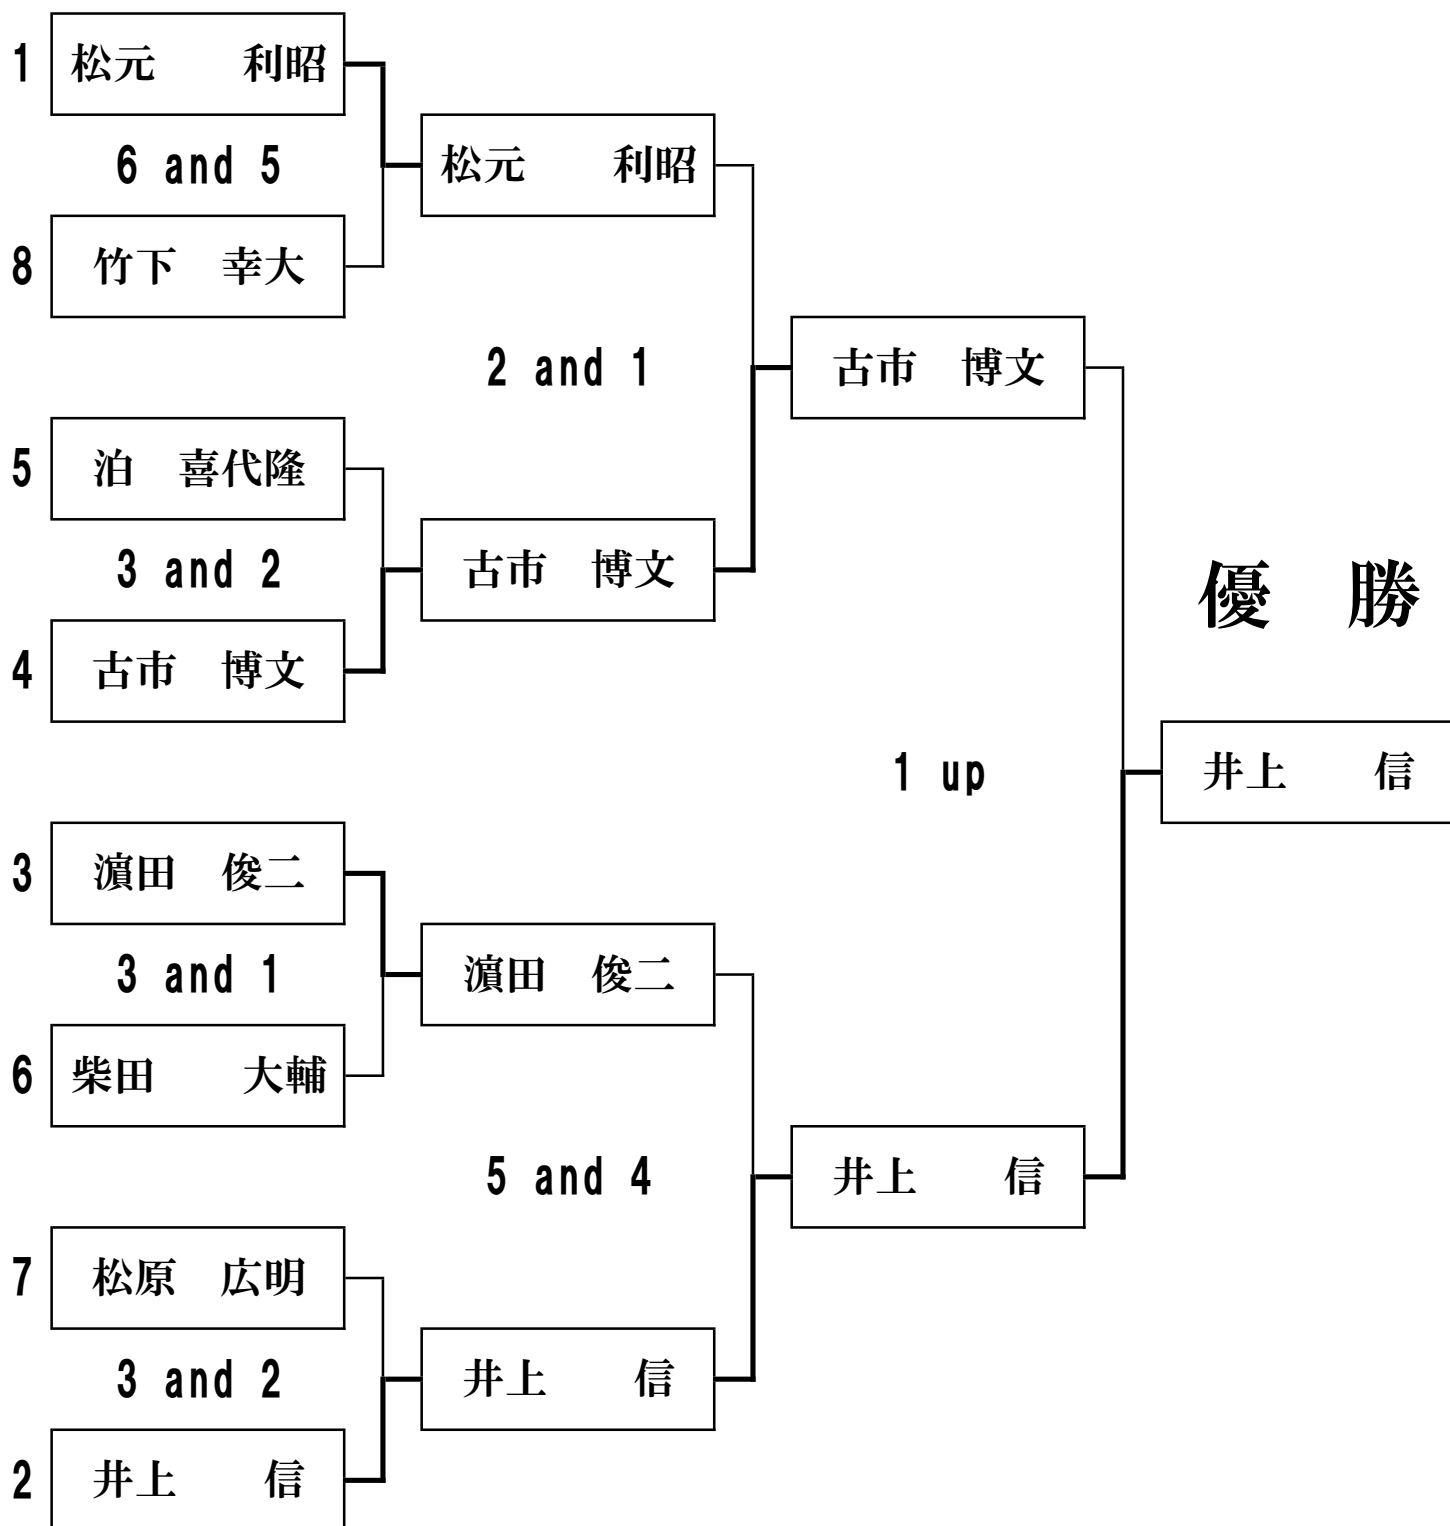 1 松元　　利昭
6 and 5
松元　　利昭
8 竹下　幸大
2 and 1
古市　博文
5 泊　喜代隆
3 and 2
古市　博文
優　勝
4 古市　博文
1 up
井上　　信
3 濵田　俊二
3 and 1
濵田　俊二
6 柴田　　大輔
5 and 4
井上　　信
7 松原　広明
3 and 2
井上　　信
2 井上　　信